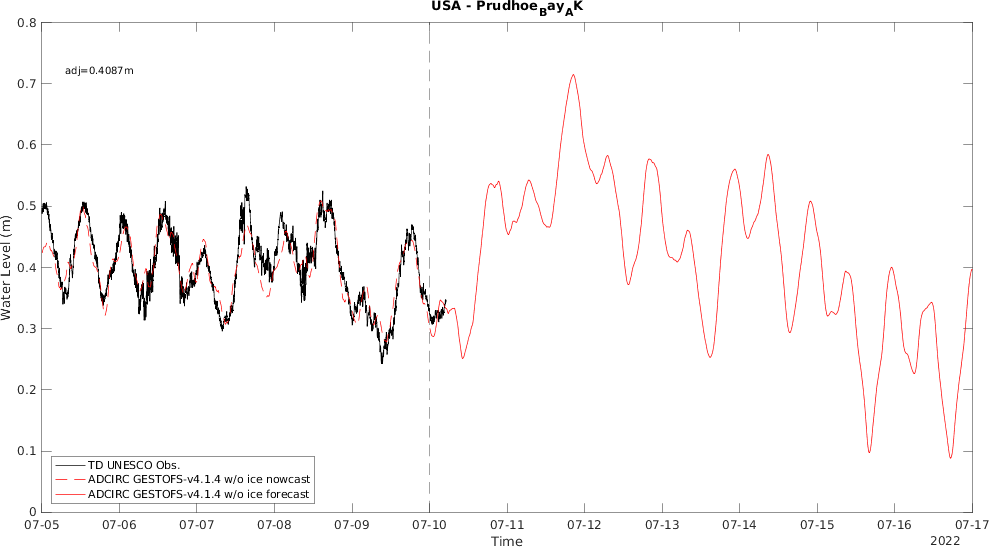 USA - Prudhoe_Bay_AK
adj=0.4087m
0.8
0.7
0.6
0.5
0.4
0.3
0.2
0.1
0
Water Level (m)
TD UNESCO Obs.
ADCIRC GESTOFS-v4.1.4 w/o ice nowcast
ADCIRC GESTOFS-v4.1.4 w/o ice forecast
07-05 07-06 07-07 07-08 07-09 07-10 07-11 07-12 07-13 07-14 07-15 07-16 07-17
Time
2022